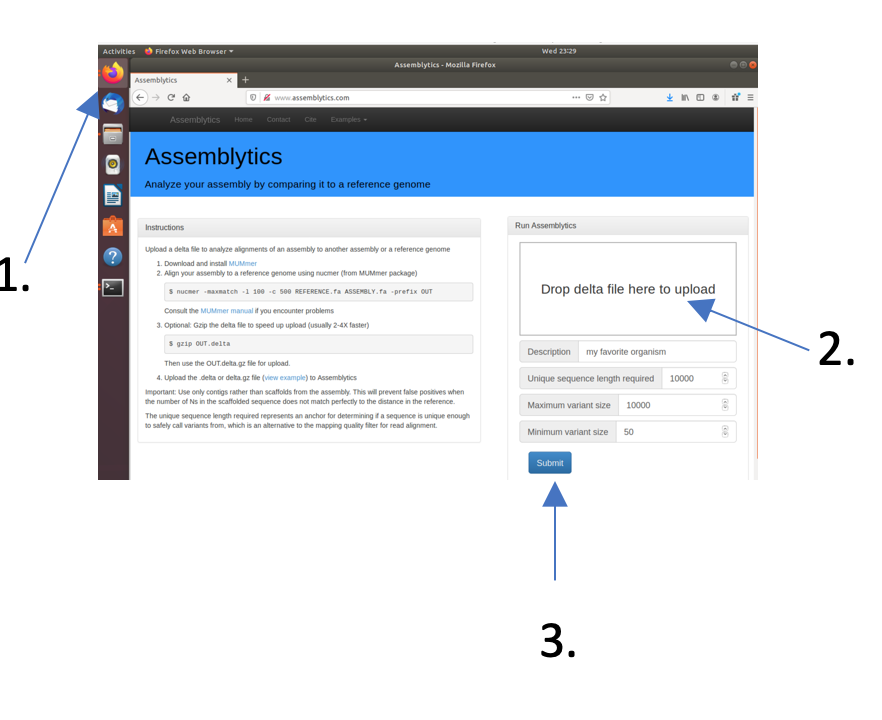 Activities Firefox Web Browser Wed 23:29
Assemblytics - Mozilla Firefox
Assemblytics × +
www.assemblytics.com
Assemblytics Home Contact Cite Examples
Assemblytics
Analyze your assembly by comparing it to a reference genome
Instructions
Upload a delta file to analyze alignments of an assembly to another assembly or a reference genome
1. Download and install MUMmer
2. Align your assembly to a reference genome using nucmer (from MUMmer package)
$ nucmer -maxmatch -l 100 -c 500 REFERENCE.fa ASSEMBLY.fa -prefix OUT
Consult the MUMmer manual if you encounter problems
3. Optional: Gzip the delta file to speed up upload (usually 2-4X faster)
$ gzip OUT.delta
Then use the OUT.delta.gz file for upload.
4. Upload the .delta or delta.gz file (view example) to Assemblytics
Important: Use only contigs rather than scaffolds from the assembly. This will prevent false positives when
the number of Ns in the scaffolded sequence does not match perfectly to the distance in the reference.
The unique sequence length required represents an anchor for determining if a sequence is unique enough
to safely call variants from, which is an alternative to the mapping quality filter for read alignment.
Run Assemblytics
Drop delta file here to upload
Description my favorite organism
Unique sequence length required 10000
Maximum variant size 10000
Minimum variant size 50
Submit
1.
2.
3.